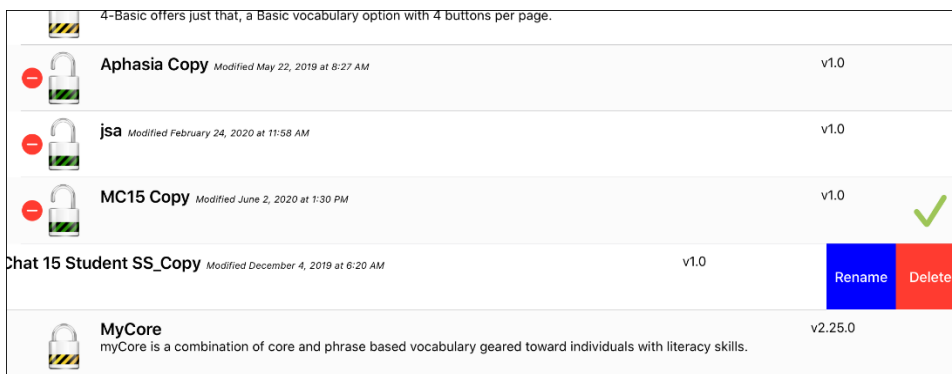 4-Basic offers just that, a Basic vocabulary option with 4 buttons per page.
Aphasia Copy Modified May 22, 2019 at 8:27 AM v1.0
jsa Modified February 24, 2020 at 11:58 AM v1.0
MC15 Copy Modified June 2, 2020 at 1:30 PM v1.0
Chat 15 Student SS_Copy Modified December 4, 2019 at 6:20 AM v1.0 Rename Delete
MyCore v2.25.0
myCore is a combination of core and phrase based vocabulary geared toward individuals with literacy skills.